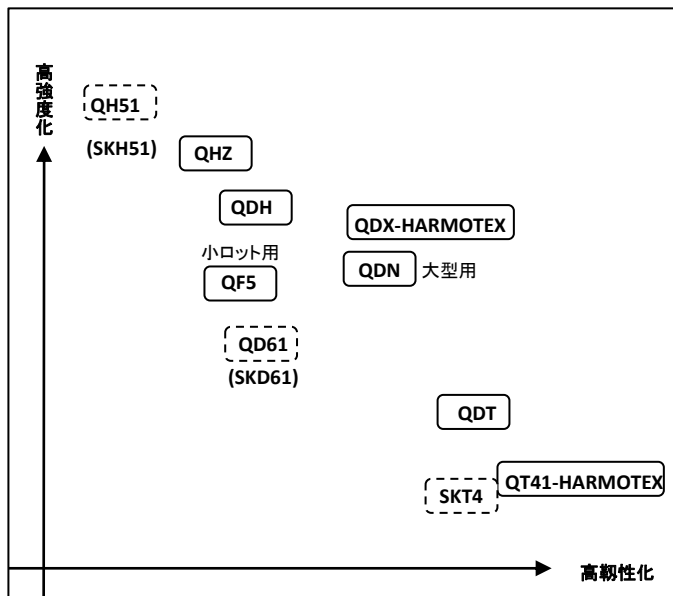 高強度化
QH51
(SKH51)
QHZ
QDH
QDX-HARMOTEX
小ロット用
QF5
QDN 大型用
QD61
(SKD61)
QDT
QT41-HARMOTEX
SKT4
高靱性化